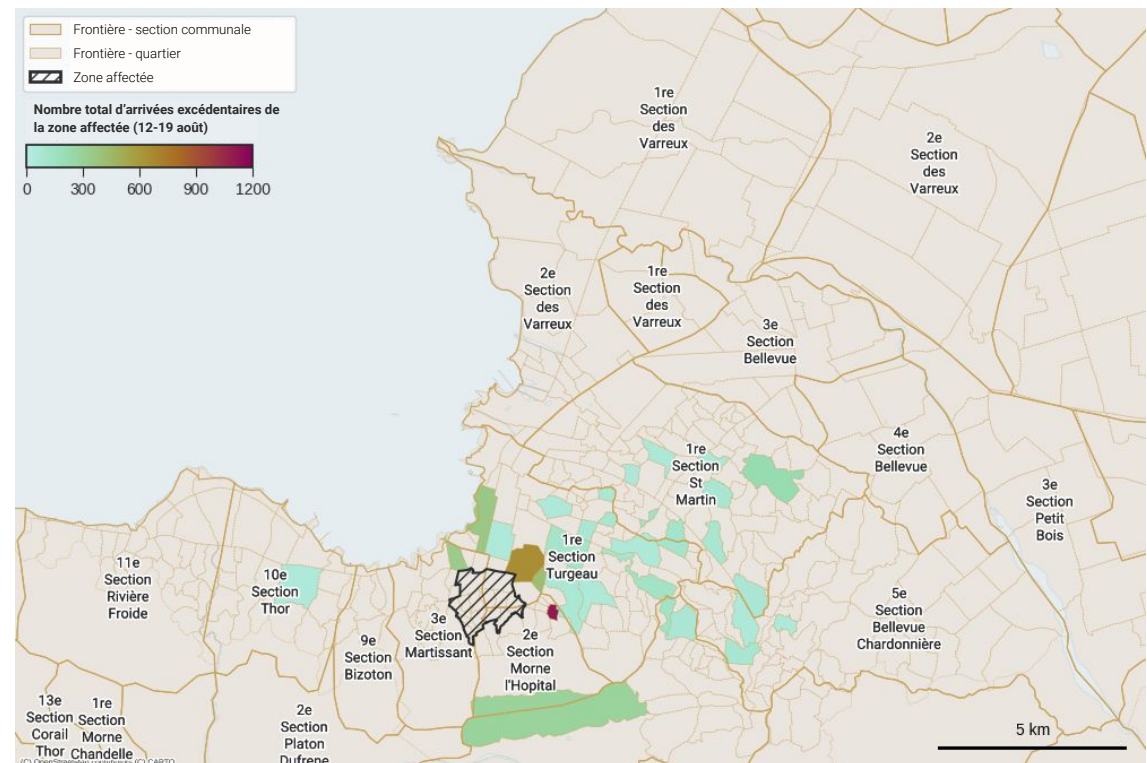 Frontière - section communale
Frontière - quartier
Zone affectée
Nombre total d'arrivées excédentaires de
la zone affectée (12-19 août)
0 300 600 900 1200
1re
Section
des
Varreux
2e
Section
des
Varreux
2e
Section
des
Varreux
1re
Section
des
Varreux
3e
Section
Bellevue
4e
Section
Bellevue
1re
Section
St
Martin
3e
Section
Petit
Bois
1re
Section
Turgeau
11e
Section
Rivière
Froide
10e
Section
Thor
5e
Section
Bellevue
Chardonnière
3e
Section
Martissant
9e
Section
Bizoton
2e
Section
Morne
l'Hopital
13e
Section
Corail
Thor
1re
Section
Morne
Chandelle
2e
Section
Platon
Dufrene
5 km
(C) OpenStreetMap contributors (C) CARTO